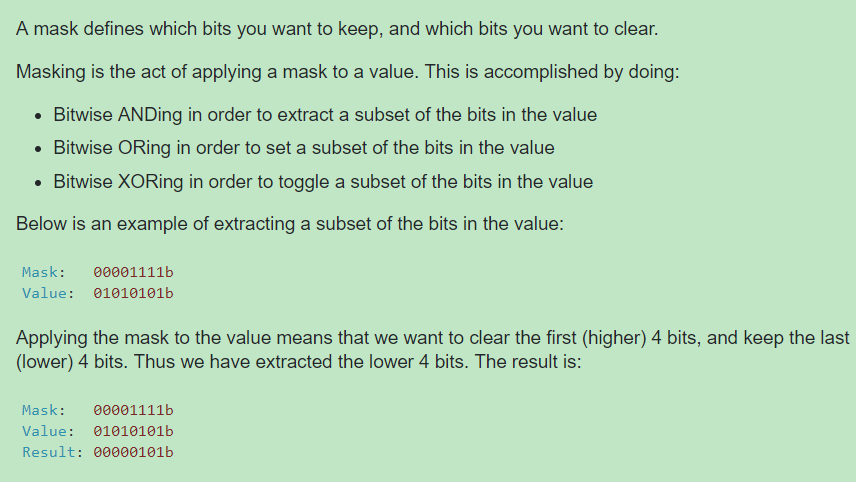 A mask defines which bits you want to keep, and which bits you want to clear.
Masking is the act of applying a mask to a value. This is accomplished by doing:
• Bitwise ANDing in order to extract a subset of the bits in the value
• Bitwise ORing in order to set a subset of the bits in the value
• Bitwise XORing in order to toggle a subset of the bits in the value
Below is an example of extracting a subset of the bits in the value:
Mask:   00001111b
Value:  01010101b
Applying the mask to the value means that we want to clear the first (higher) 4 bits, and keep the last
(lower) 4 bits. Thus we have extracted the lower 4 bits. The result is:
Mask:   00001111b
Value:  01010101b
Result: 00000101b